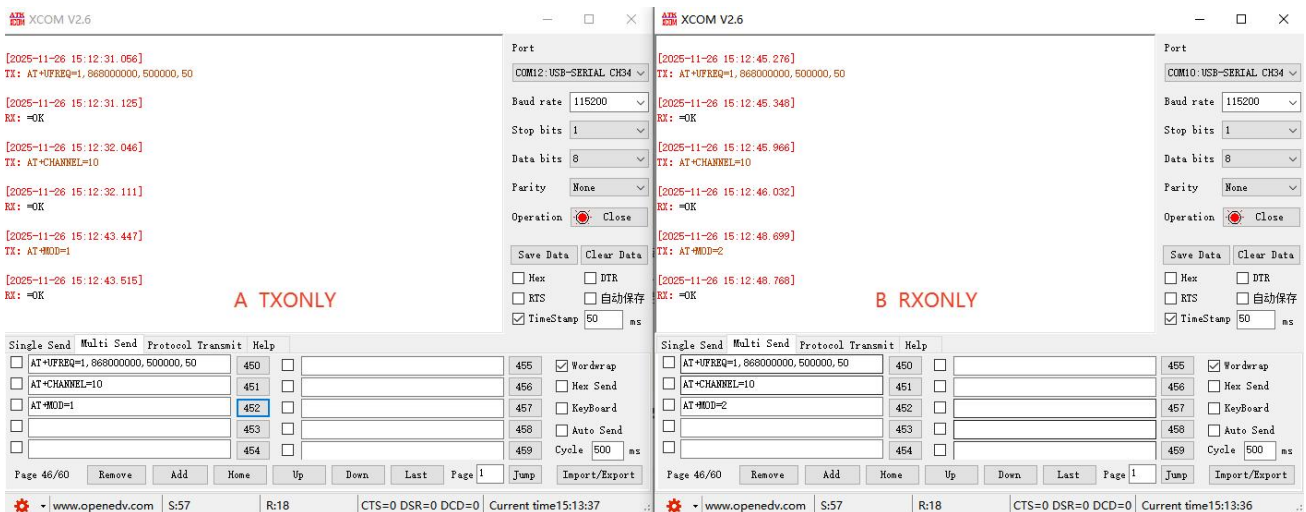 XCOM V2.6
[2025-11-26 15:12:31.056]
TX: AT+UFREQ=1,868000000,500000,50
[2025-11-26 15:12:31.125]
RX: =OK
[2025-11-26 15:12:32.046]
TX: AT+CHANNEL=10
[2025-11-26 15:12:32.111]
RX: =OK
[2025-11-26 15:12:43.447]
TX: AT+MOD=1
[2025-11-26 15:12:43.515]
RX: =OK
A TXONLY
Port
COM12:USB-SERIAL CH34
Baud rate 115200
Stop bits 1
Data bits 8
Parity None
Operation Close
Save Data Clear Data
Hex DTR
RTS 自动保存
TimeStamp 50 ms
Single Send Multi Send Protocol Transmit Help
AT+UFREQ=1,868000000,500000,50 450 455 Wordwrap
AT+CHANNEL=10 451 456 Hex Send
AT+MOD=1 452 457 KeyBoard
453 458 Auto Send
454 459 Cycle 500 ms
Page 46/60 Remove Add Home Up Down Last Page 1 Jump Import/Export
www.openedv.com S:57 R:18 CTS=0 DSR=0 DCD=0 Current time15:13:37
XCOM V2.6
[2025-11-26 15:12:45.276]
TX: AT+UFREQ=1,868000000,500000,50
[2025-11-26 15:12:45.348]
RX: =OK
[2025-11-26 15:12:45.966]
TX: AT+CHANNEL=10
[2025-11-26 15:12:46.032]
RX: =OK
[2025-11-26 15:12:48.699]
TX: AT+MOD=2
[2025-11-26 15:12:48.768]
RX: =OK
B RXONLY
Port
COM10:USB-SERIAL CH34
Baud rate 115200
Stop bits 1
Data bits 8
Parity None
Operation Close
Save Data Clear Data
Hex DTR
RTS 自动保存
TimeStamp 50 ms
Single Send Multi Send Protocol Transmit Help
AT+UFREQ=1,868000000,500000,50 450 455 Wordwrap
AT+CHANNEL=10 451 456 Hex Send
AT+MOD=2 452 457 KeyBoard
453 458 Auto Send
454 459 Cycle 500 ms
Page 46/60 Remove Add Home Up Down Last Page 1 Jump Import/Export
www.openedv.com S:57 R:18 CTS=0 DSR=0 DCD=0 Current time15:13:36